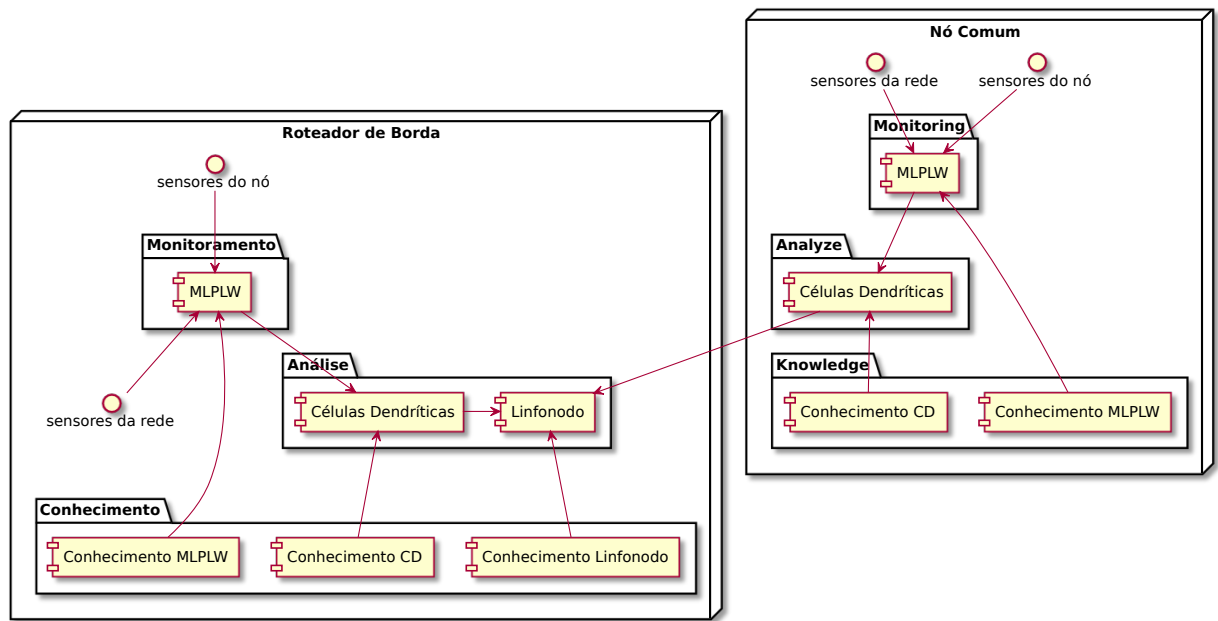 Nó Comum
sensores da rede
sensores do nó
Monitoring
MLPLW
Analyze
Células Dendríticas
Knowledge
Conhecimento CD
Conhecimento MLPLW
Roteador de Borda
sensores do nó
Monitoramento
MLPLW
sensores da rede
Análise
Células Dendríticas
Linfonodo
Conhecimento
Conhecimento MLPLW
Conhecimento CD
Conhecimento Linfonodo